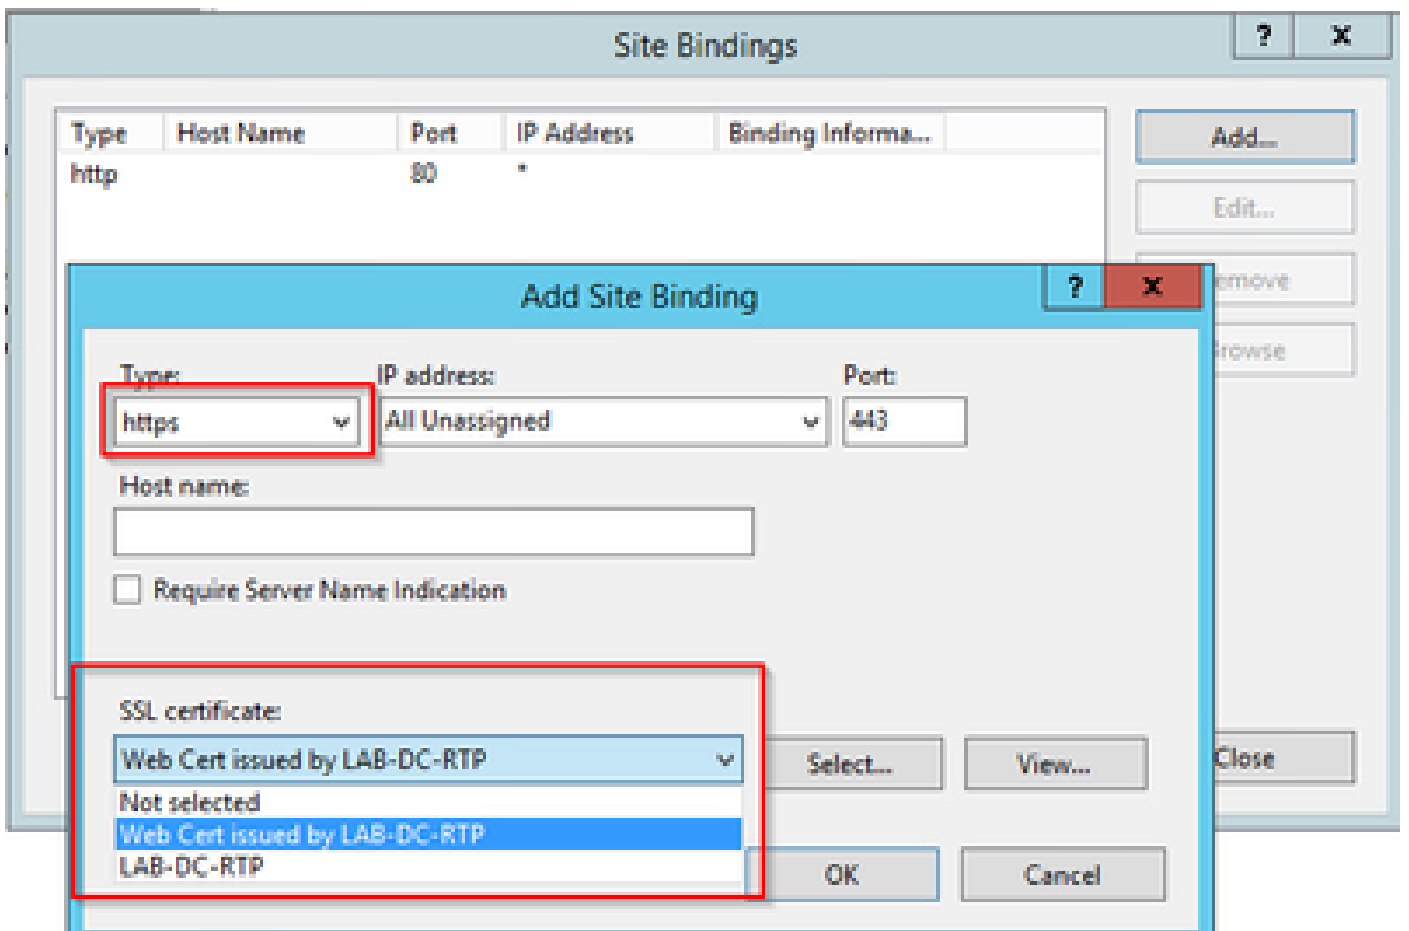 Site Bindings
? x
Type Host Name Port IP Address Binding Informa...
http 80 *
Add...
Edit...
emove
rowse
Close
Add Site Binding
? x
Type: IP address: Port:
https All Unassigned 443
Host name:
Require Server Name Indication
SSL certificate:
Web Cert issued by LAB-DC-RTP
Select... View...
Not selected
Web Cert issued by LAB-DC-RTP
LAB-DC-RTP
OK Cancel